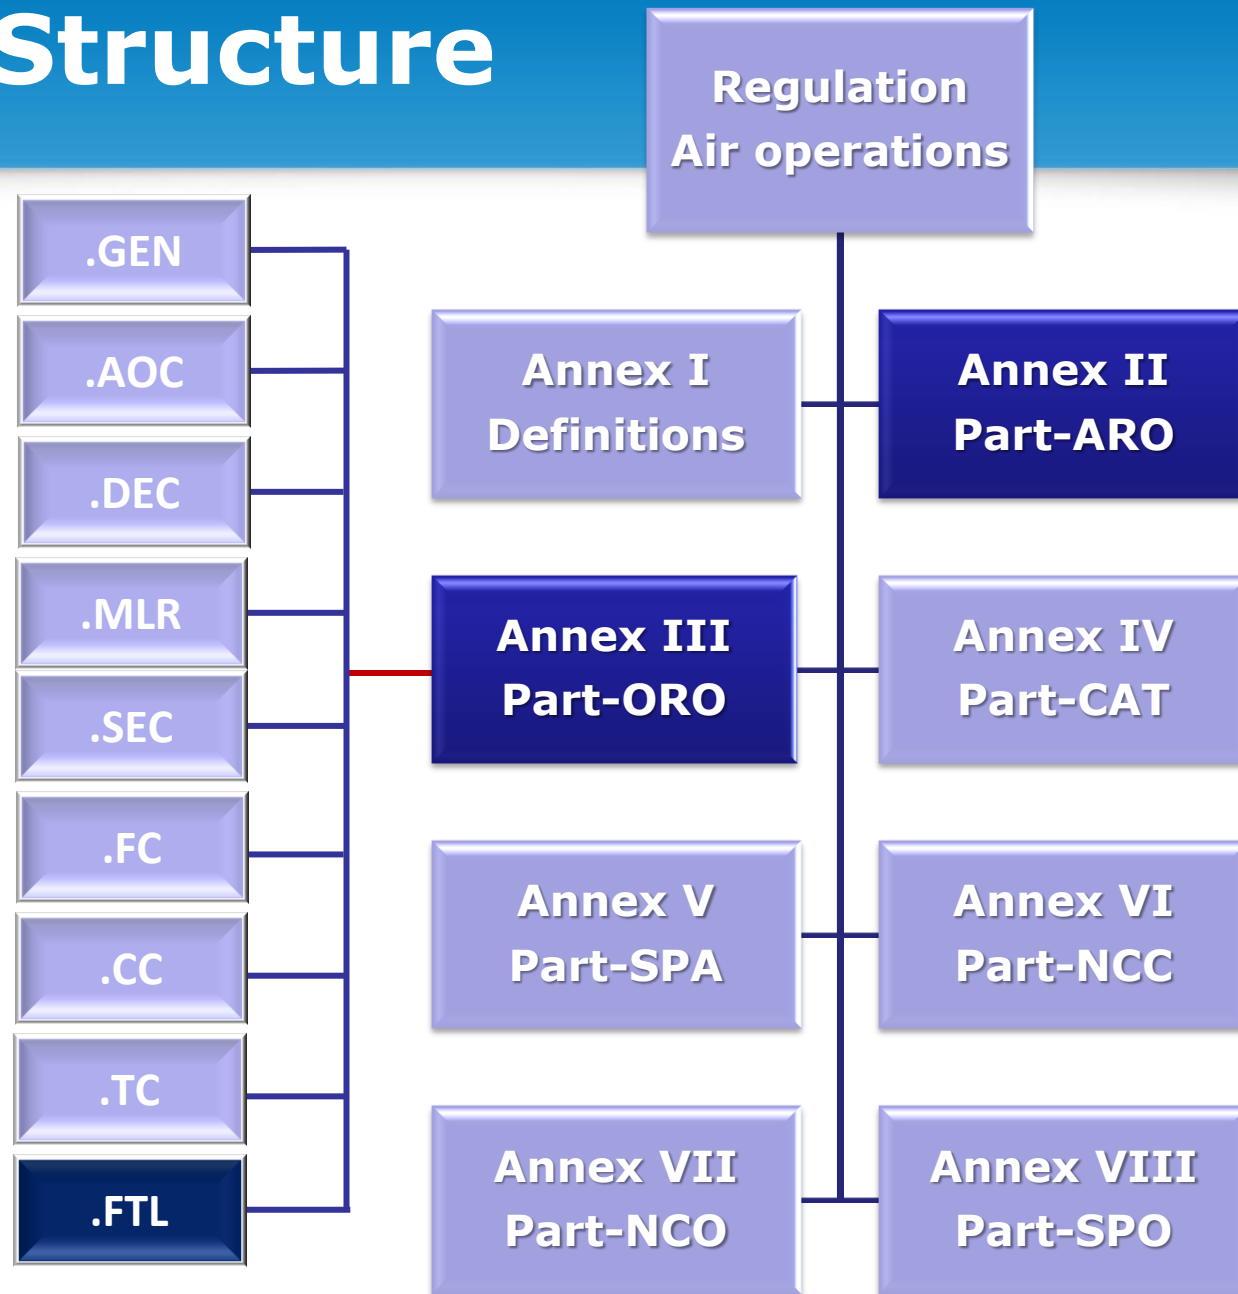 Structure
Regulation
Air operations
.GEN
.AOC
.DEC
.MLR
.SEC
.FC
.CC
.TC
.FTL
Annex I
Definitions
Annex II
Part-ARO
Annex III
Part-ORO
Annex IV
Part-CAT
Annex V
Part-SPA
Annex VI
Part-NCC
Annex VII
Part-NCO
Annex VIII
Part-SPO